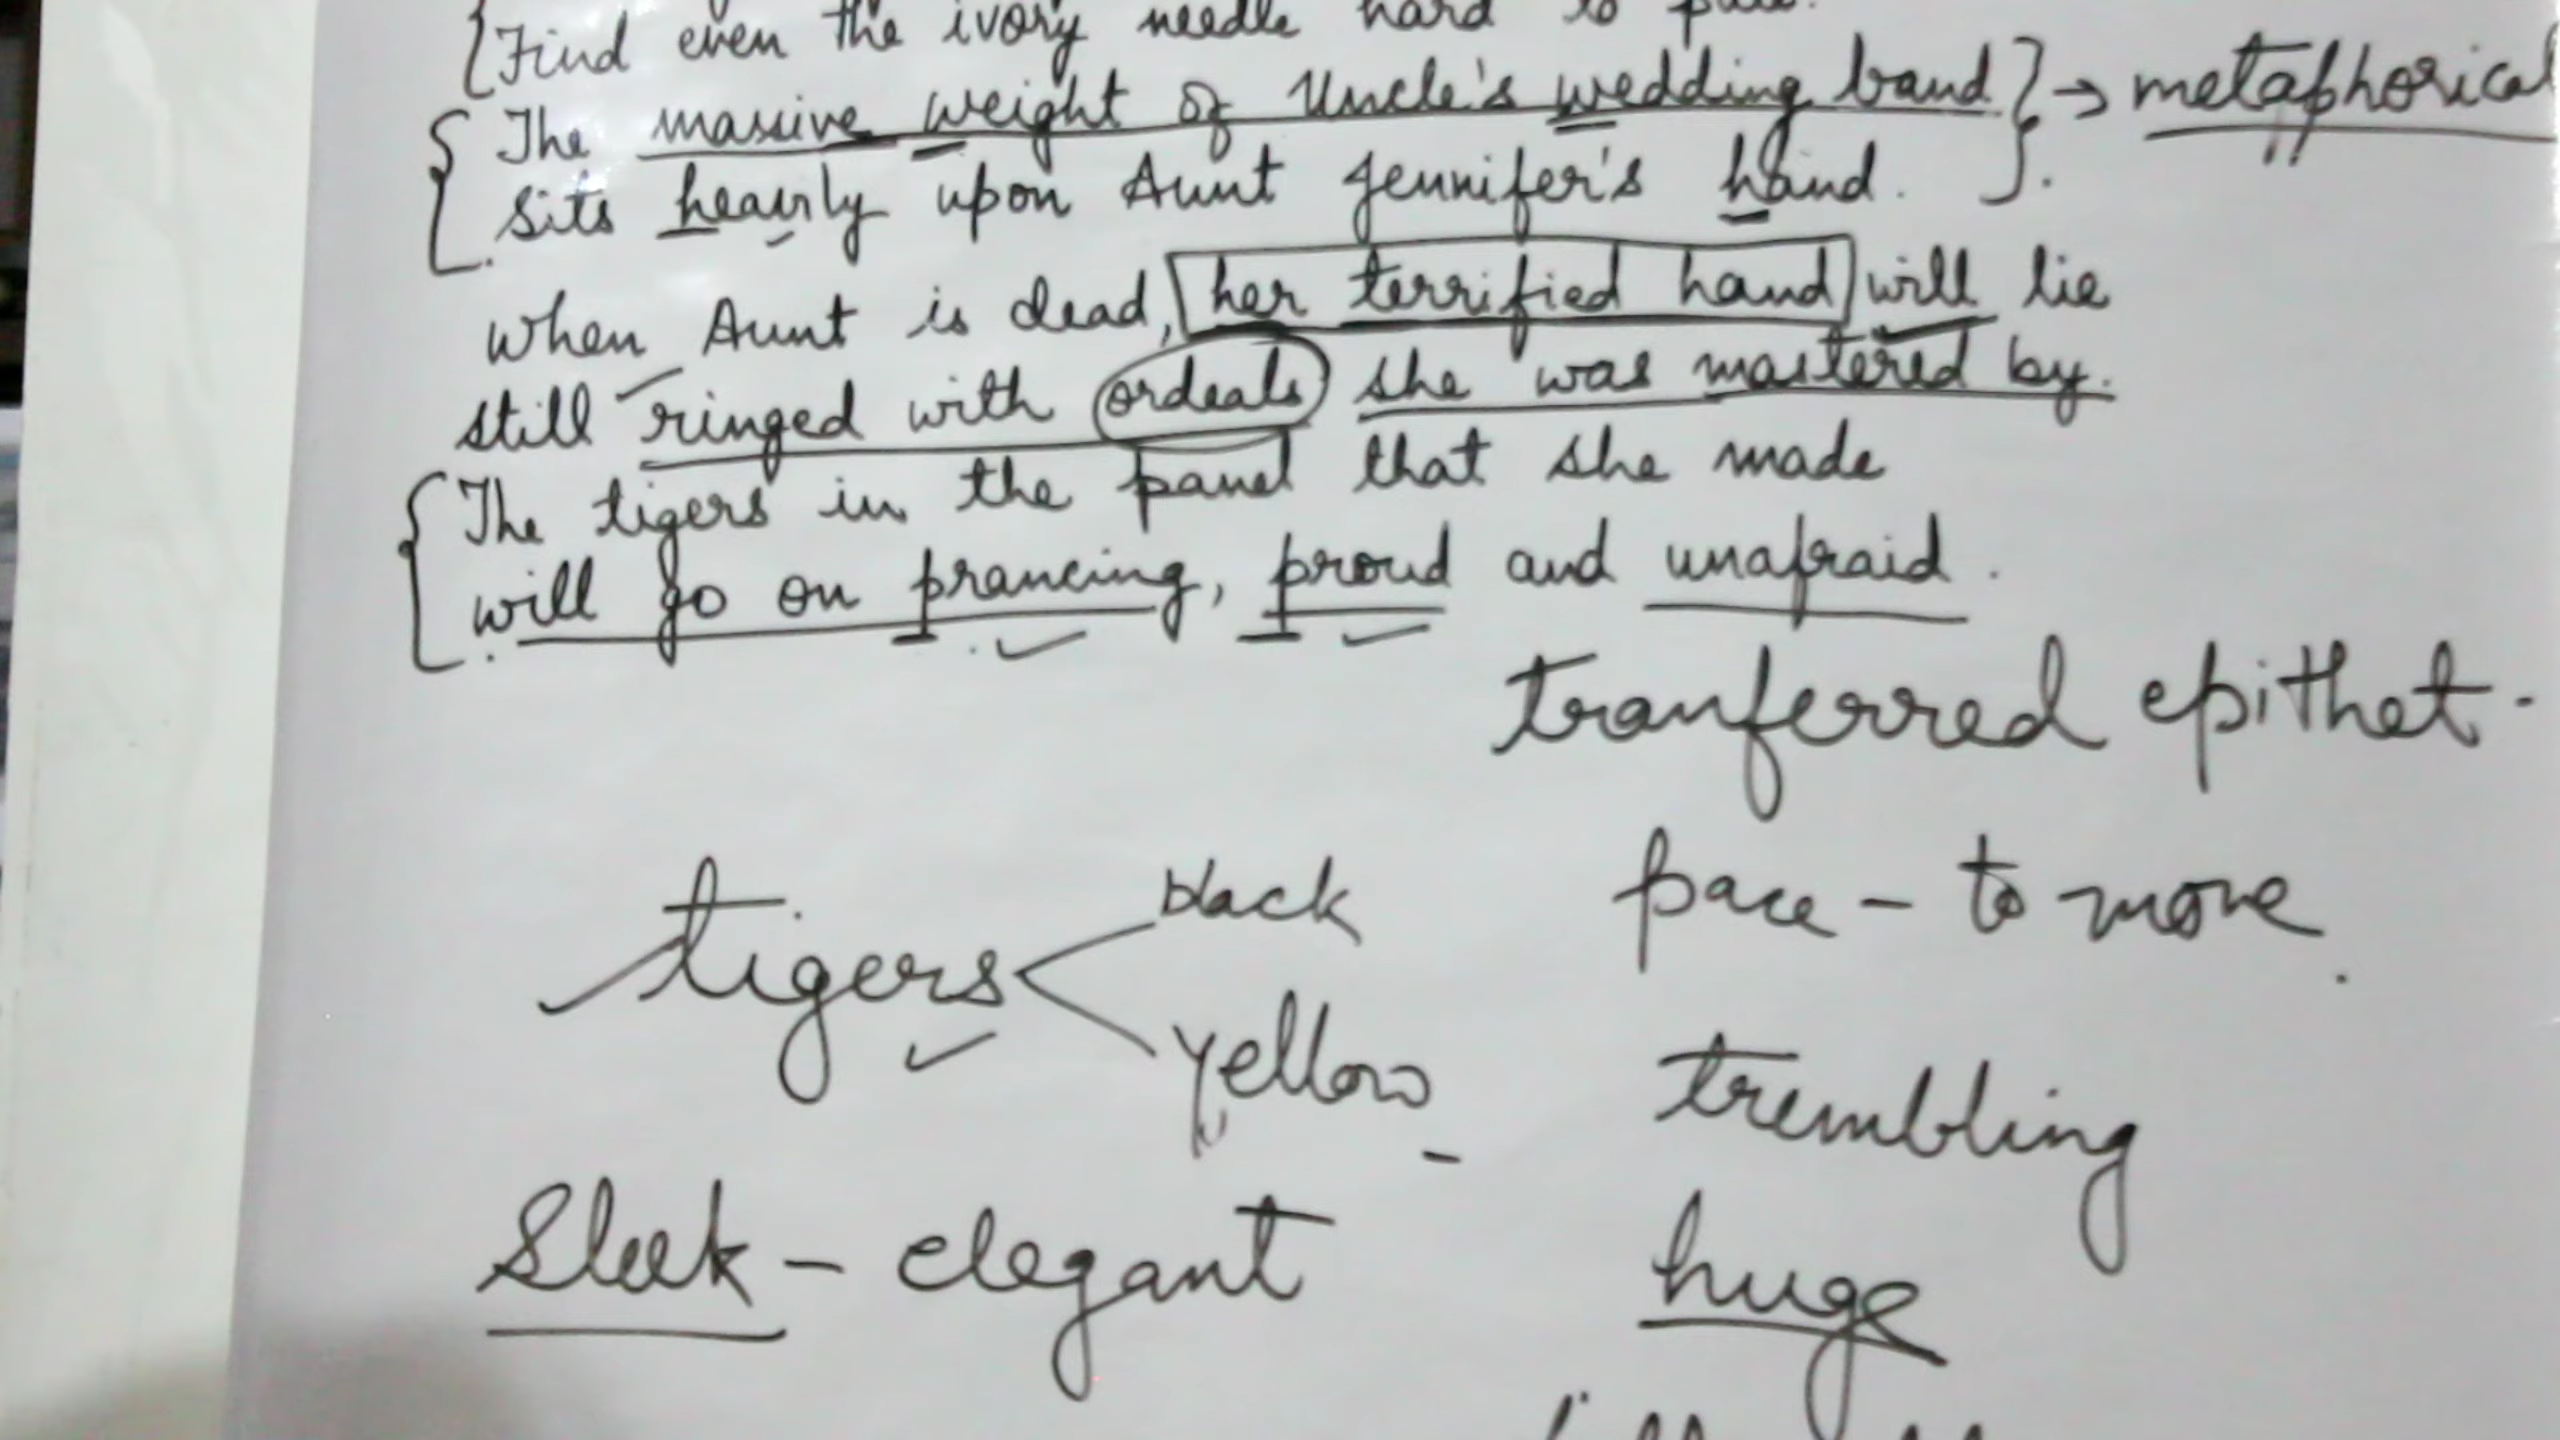 Find even the ivory needle hard to
The massive weight of Uncle's wedding band → metaphorical
sits heavily upon Aunt Jennifer's hand.
When Aunt is dead, her terrified hand will lie
still ringed with ordeals she was mastered by.
The tigers in the panel that she made
will go on prancing, proud and unafraid.
tranferred epithet.
tigers
black
yellow
pace - to move.
trembling
Sleek - elegant
huge